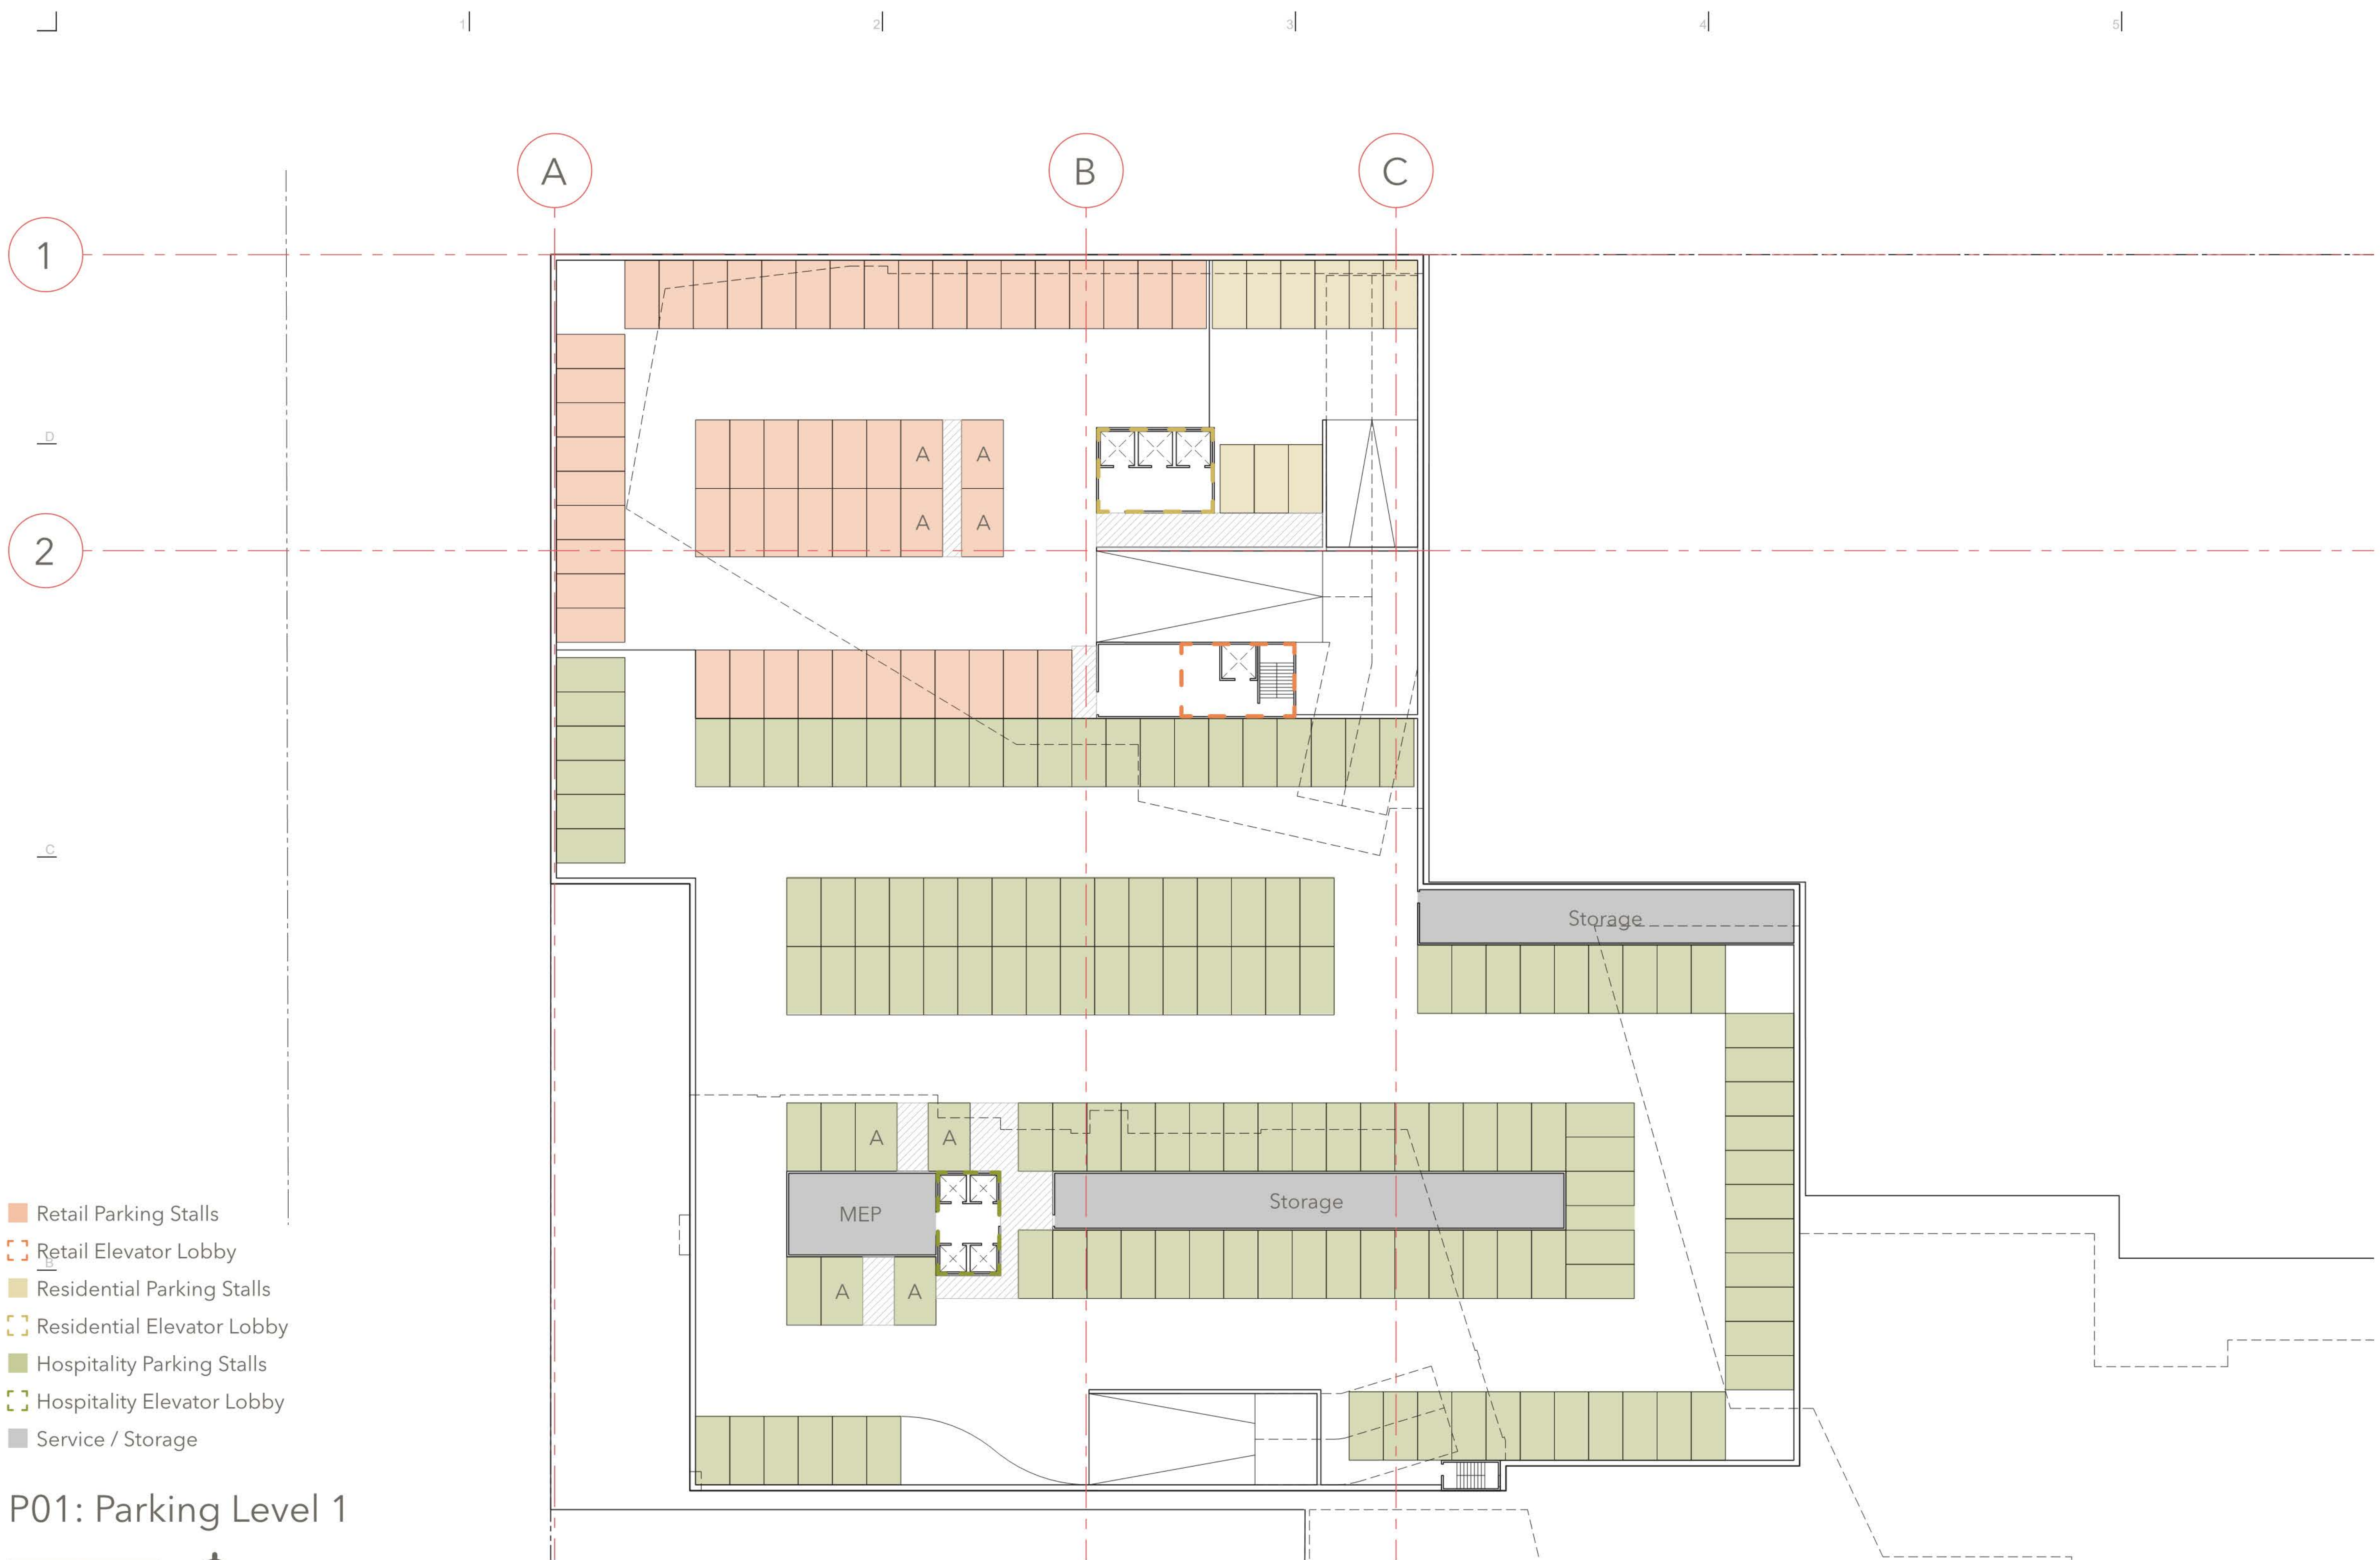 1 2 3 4 5
A B C
1
D
A A
A A
2
C
Storage
A A
Storage
MEP
A A
Retail Parking Stalls
Retail Elevator Lobby
B
Residential Parking Stalls
Residential Elevator Lobby
Hospitality Parking Stalls
Hospitality Elevator Lobby
Service / Storage
P01: Parking Level 1